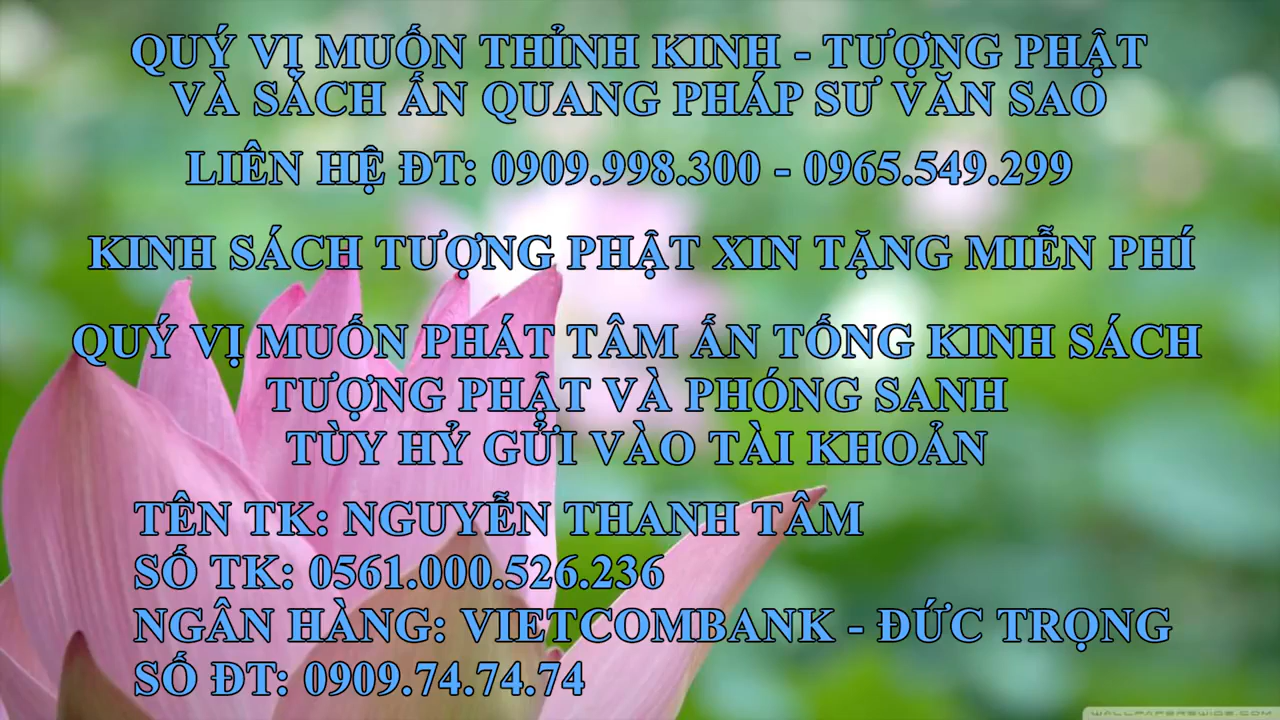 QUÝ VỊ MUỐN THỈNH KINH - TƯỢNG PHẬT
VÀ SÁCH ẤN QUANG PHÁP SƯ VĂN SAO
LIÊN HỆ ĐT: 0909.998.300 - 0965.549.299
KINH SÁCH TƯỢNG PHẬT XIN TẶNG MIỄN PHÍ
QUÝ VỊ MUỐN PHÁT TÂM ẤN TỐNG KINH SÁCH
TƯỢNG PHẬT VÀ PHÓNG SANH
TÙY HỶ GỬI VÀO TÀI KHOẢN
TÊN TK: NGUYỄN THANH TÂM
SỐ TK: 0561.000.526.236
NGÂN HÀNG: VIETCOMBANK - ĐỨC TRỌNG
SỐ ĐT: 0909.74.74.74
WALLPAPERSWIDE.COM